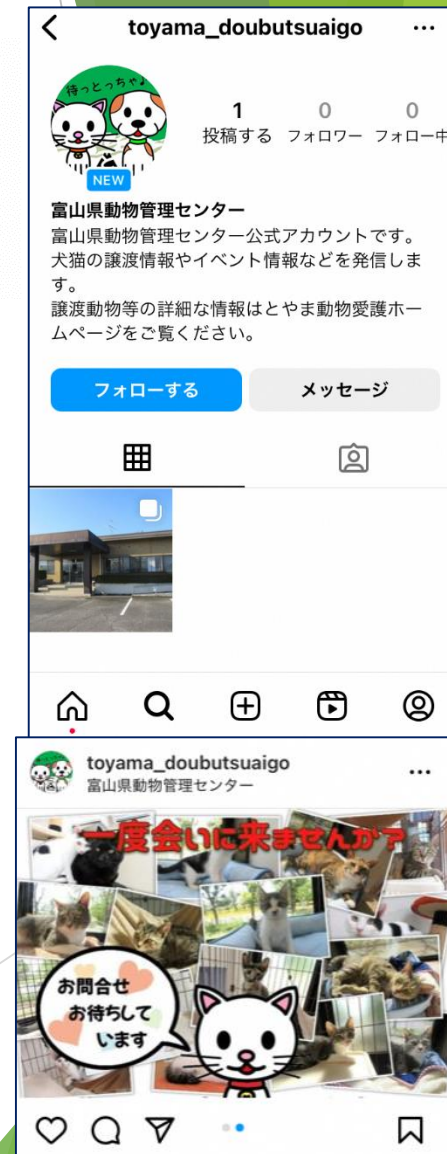 toyama_doubutsuaigo
待っとっちゃ♪
NEW
1
投稿する
0
フォロワー
0
フォロー中
富山県動物管理センター
富山県動物管理センター公式アカウントです。
犬猫の譲渡情報やイベント情報などを発信しま
す。
譲渡動物等の詳細な情報はとやま動物愛護ホー
ムページをご覧ください。
フォローする
メッセージ
toyama_doubutsuaigo
富山県動物管理センター
一度会いに来ませんか?
お問合せ
お待ちして
います